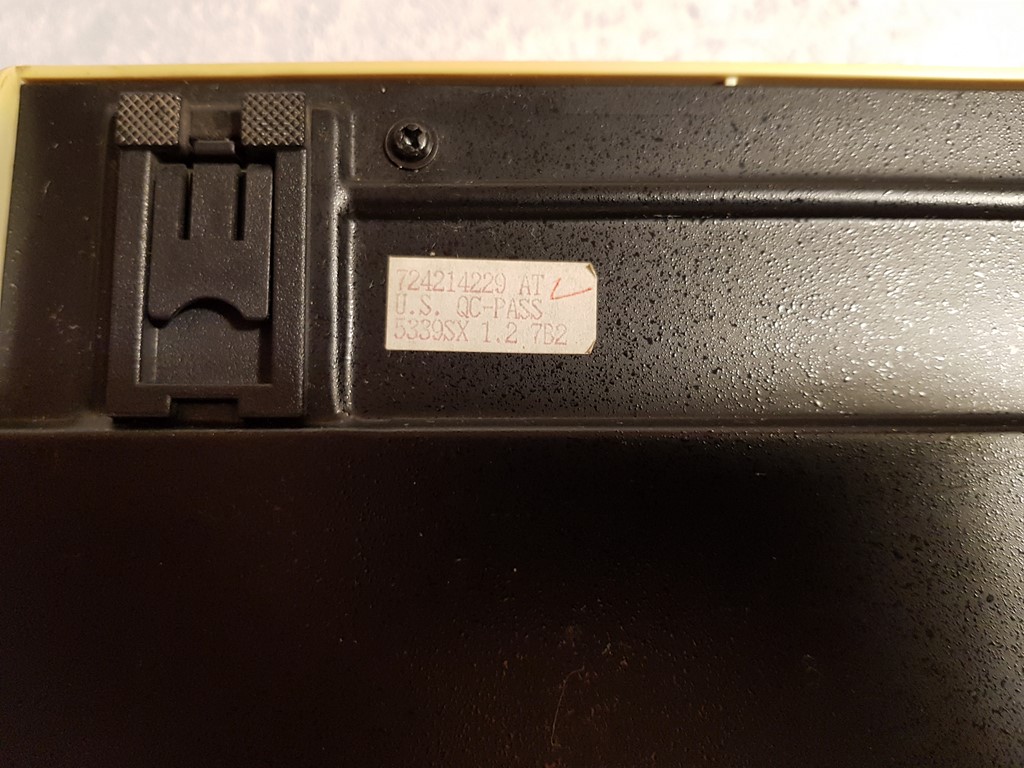 724214229 AT
U.S. QC-PASS
5339SX 1.2 7B2